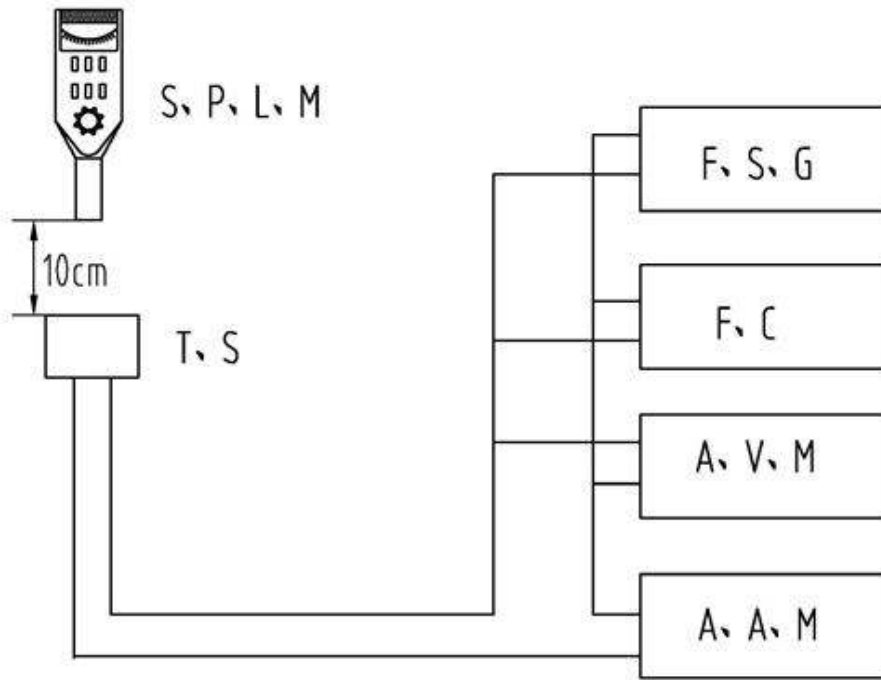 S、P、L、M
F、S、G
10cm
F、C
T、S
A、V、M
A、A、M